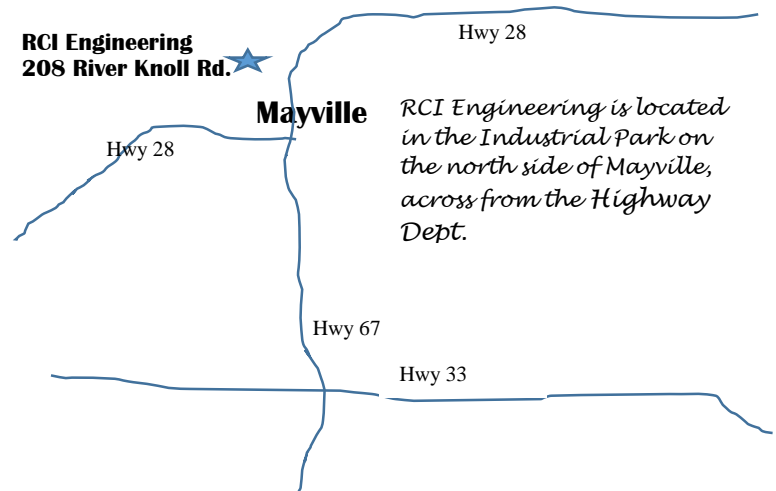 Hwy 28
RCI Engineering
208 River Knoll Rd.
Mayville
RCI Engineering is located
in the Industrial Park on
the north side of Mayville,
across from the Highway
Dept.
Hwy 28
Hwy 67
Hwy 33